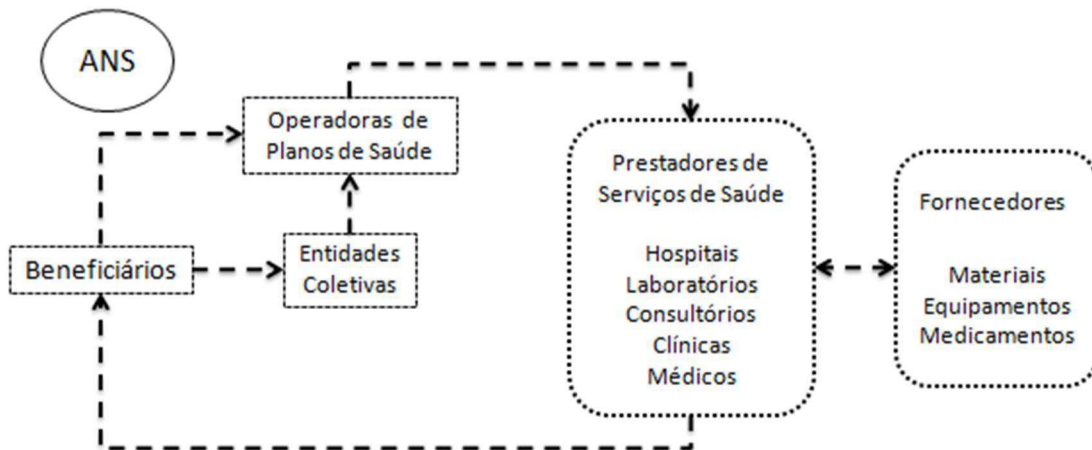 ANS
Operadoras de
Planos de Saúde
Beneficiários
Entidades
Coletivas
Prestadores de
Serviços de Saúde
Hospitais
Laboratórios
Consultórios
Clínicas
Médicos
Fornecedores
Materiais
Equipamentos
Medicamentos